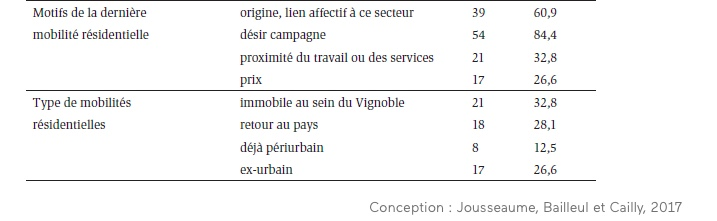 Motifs de la dernière origine, lien affectif à ce secteur 39 60,9
mobilité résidentielle désir campagne 54 84,4
proximité du travail ou des services 21 32,8
prix 17 26,6
Type de mobilités immobile au sein du Vignoble 21 32,8
résidentielles retour au pays 18 28,1
déjà périurbain 8 12,5
ex-urbain 17 26,6
Conception : Jousseaume, Bailleul et Cailly, 2017